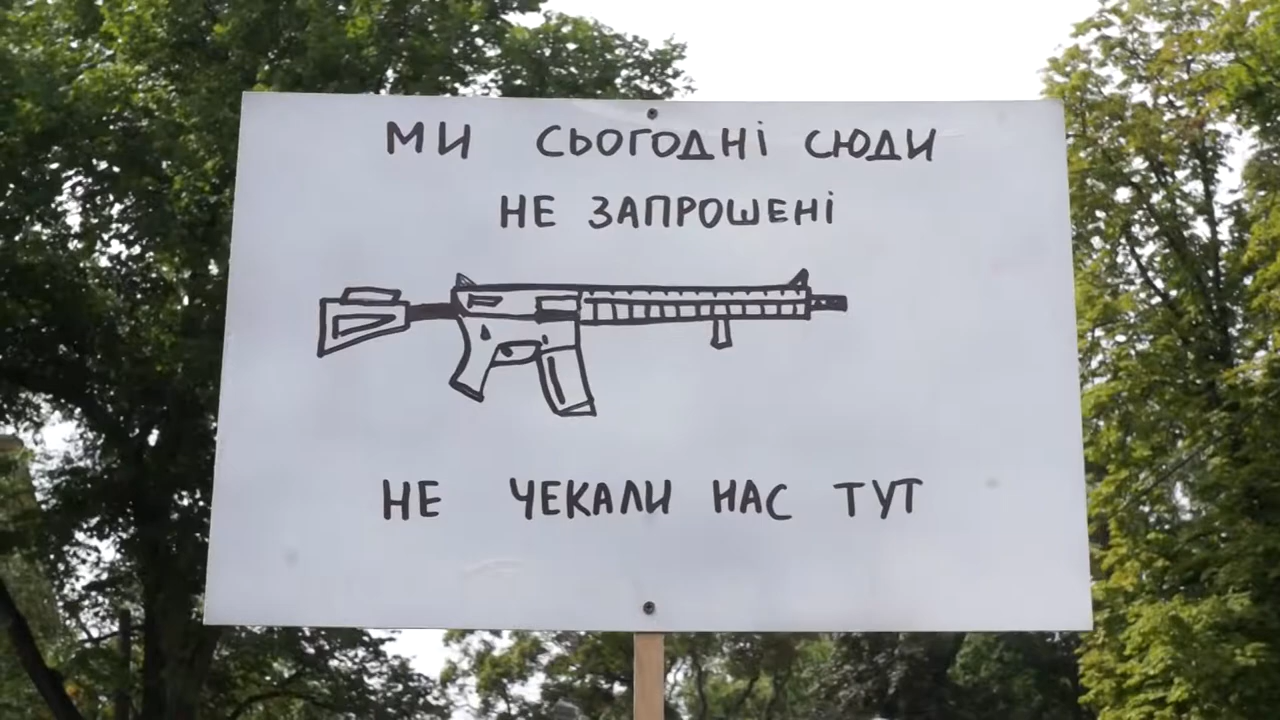 МИ СЬОГОДНІ СЮДИ
НЕ ЗАПРОШЕНІ
НЕ ЧЕКАЛИ НАС ТУТ